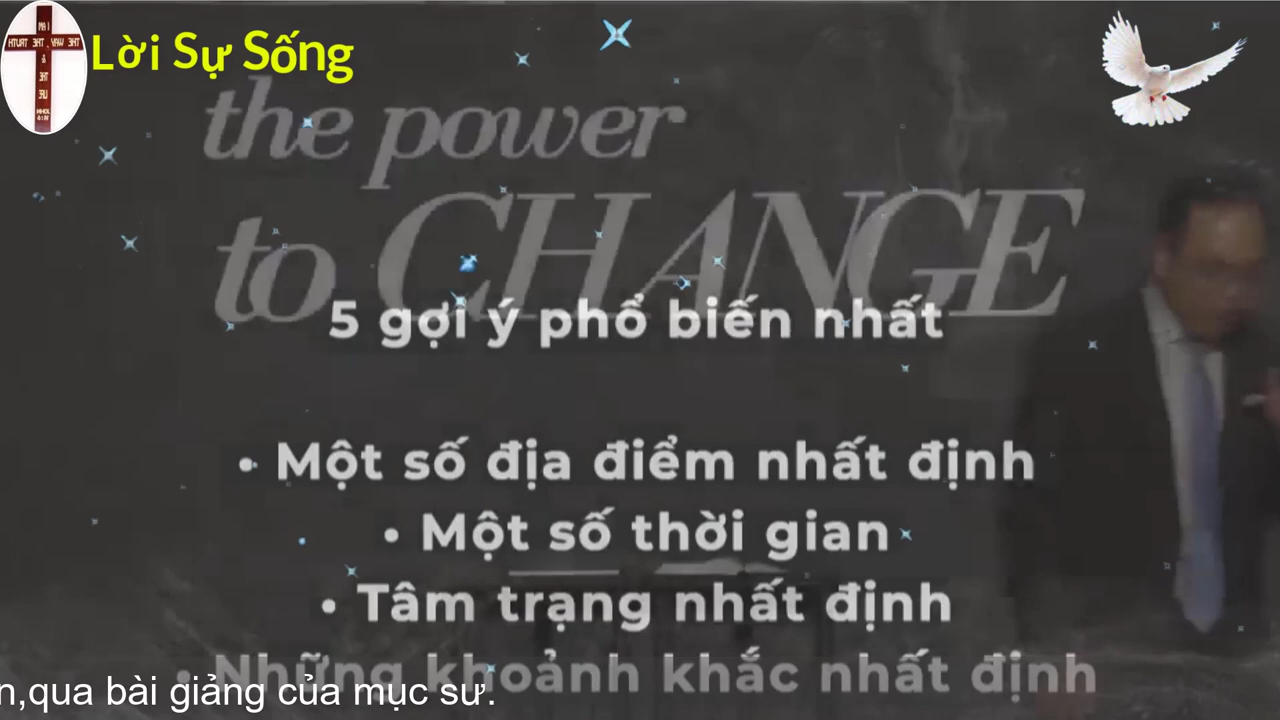 Lời Sự Sống
the power
to CHANGE
5 gợi ý phổ biến nhất
• Một số địa điểm nhất định
• Một số thời gian
• Tâm trạng nhất định
• Những khoảnh khắc nhất định
n,qua bài giảng của mục sư.